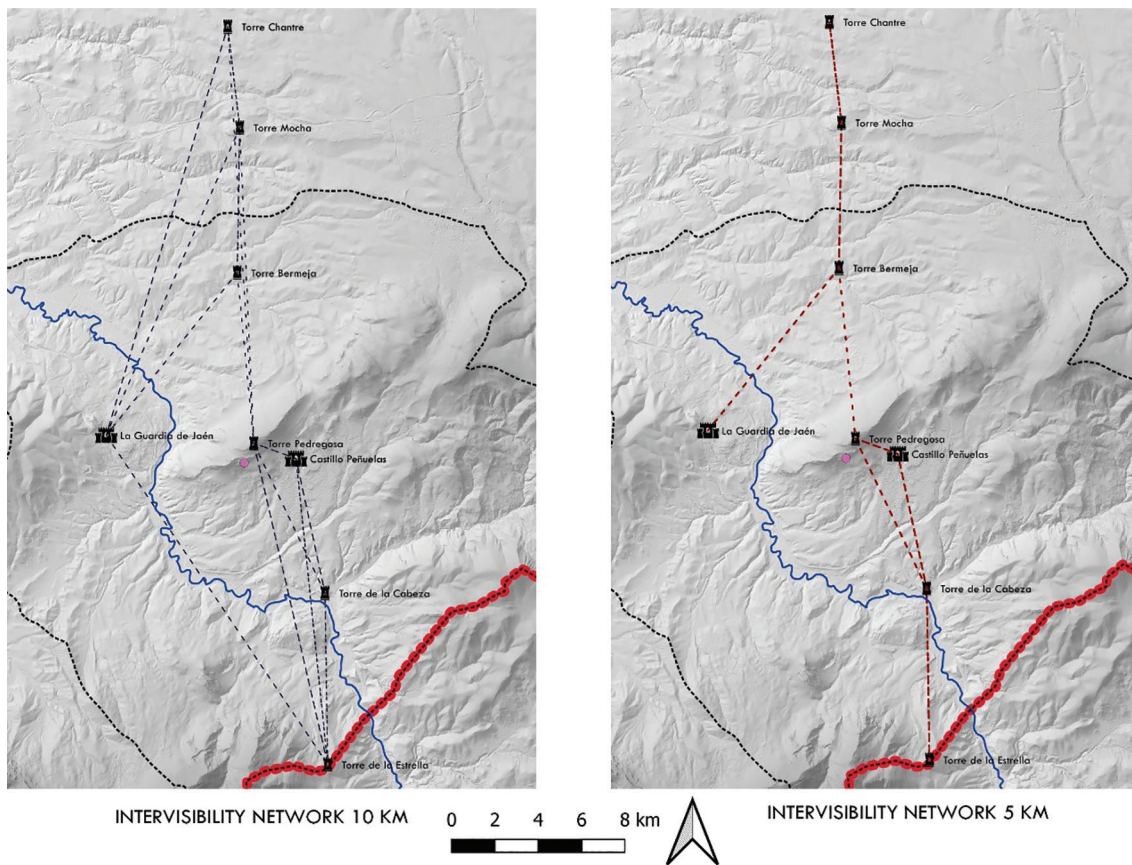 Torre Chantre
Torre Mocha
Torre Bermeja
La Guardia de Jaén
Torre Pedregosa
Castillo Peñuelas
Torre de la Cabeza
Torre de la Estrella
INTERVISIBILITY NETWORK 10 KM
Torre Chantre
Torre Mocha
Torre Bermeja
La Guardia de Jaén
Torre Pedregosa
Castillo Peñuelas
Torre de la Cabeza
Torre de la Estrella
INTERVISIBILITY NETWORK 5 KM
0 2 4 6 8 km